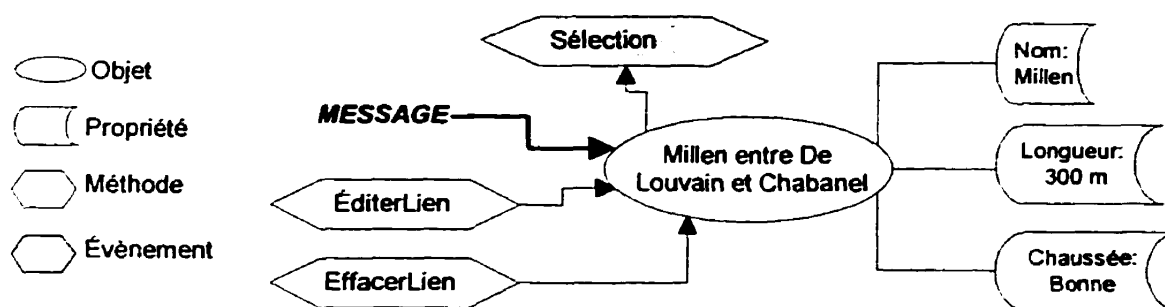 Objet
Propriété
Méthode
Évènement
Sélection
MESSAGE
ÉditerLien
EffacerLien
Millen entre De
Louvain et Chabanel
Nom:
Millen
Longueur:
300 m
Chaussée:
Bonne